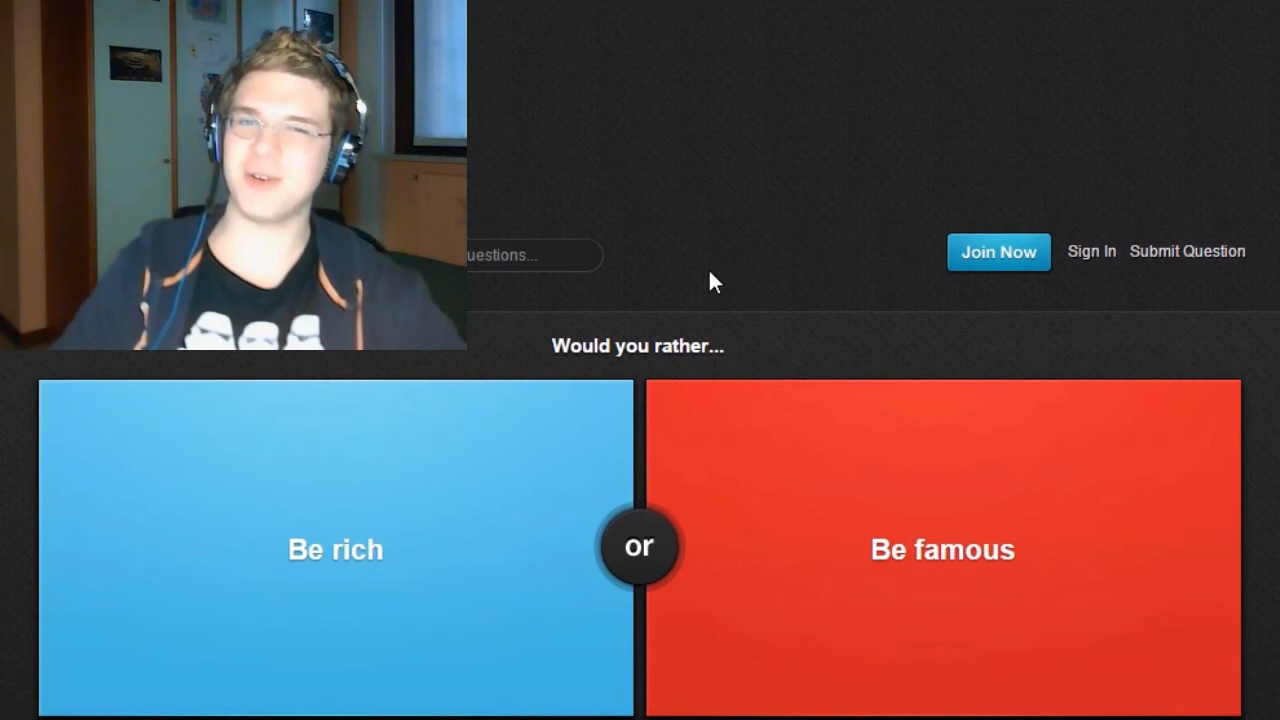 uestions...
Join Now
Sign In
Submit Question
Would you rather...
Be rich
or
Be famous